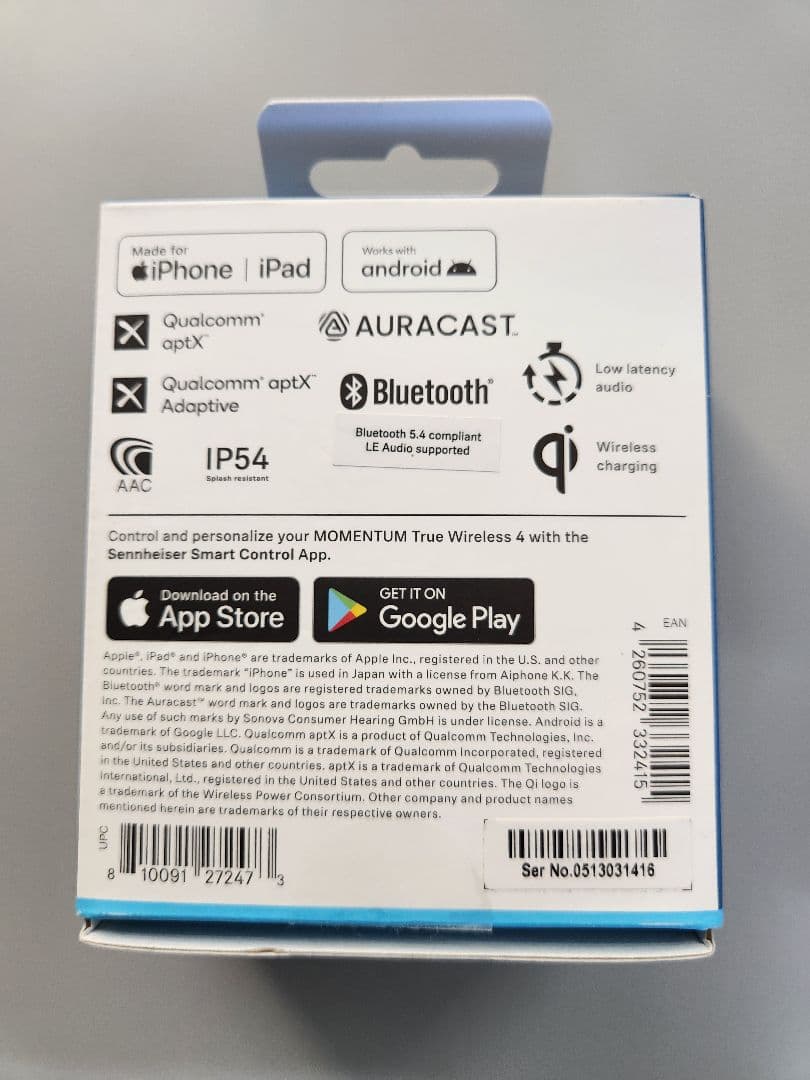 Made for
iPhone | iPad
Works with
android
Qualcomm®
aptX™
AURACAST™
Qualcomm® aptX™
Adaptive
Bluetooth®
Low latency
audio
Bluetooth 5.4 compliant
LE Audio supported
AAC
IP54
Splash resistant
qi
Wireless
charging
Control and personalize your MOMENTUM True Wireless 4 with the
Sennheiser Smart Control App.
Download on the
App Store
GET IT ON
Google Play
Apple®, iPad® and iPhone® are trademarks of Apple Inc., registered in the U.S. and other
countries. The trademark “iPhone” is used in Japan with a license from Aiphone K.K. The
Bluetooth® word mark and logos are registered trademarks owned by Bluetooth SIG,
Inc. The Auracast™ word mark and logos are trademarks owned by the Bluetooth SIG.
Any use of such marks by Sonova Consumer Hearing GmbH is under license. Android is a
trademark of Google LLC. Qualcomm aptX is a product of Qualcomm Technologies, Inc.
and/or its subsidiaries. Qualcomm is a trademark of Qualcomm Incorporated, registered
in the United States and other countries. aptX is a trademark of Qualcomm Technologies
International, Ltd., registered in the United States and other countries. The Qi logo is
a trademark of the Wireless Power Consortium. Other company and product names
mentioned herein are trademarks of their respective owners.
EAN
4 260752 332415
UPC
8 10091 27247 3
Ser No.0513031416